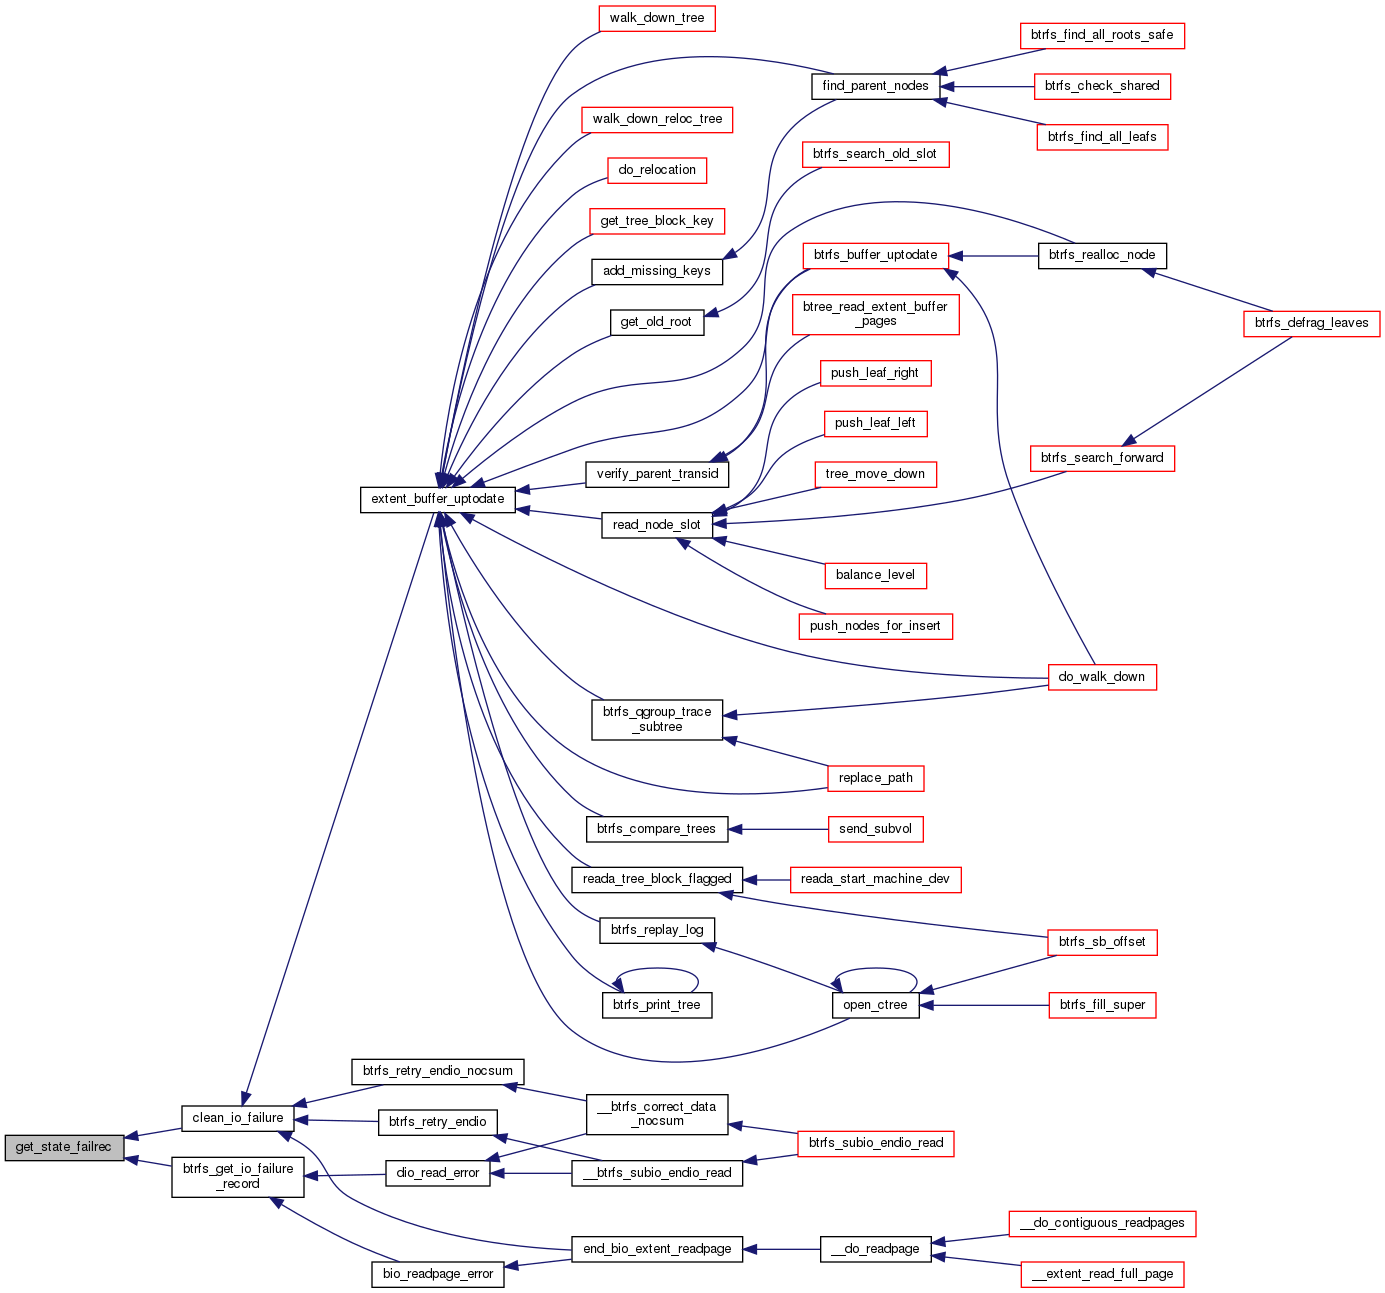 walk_down_tree
btrfs_find_all_roots_safe
find_parent_nodes
btrfs_check_shared
walk_down_reloc_tree
btrfs_find_all_leafs
btrfs_search_old_slot
do_relocation
get_tree_block_key
btrfs_buffer_uptodate
btrfs_realloc_node
add_missing_keys
btree_read_extent_buffer
_pages
get_old_root
btrfs_defrag_leaves
push_leaf_right
push_leaf_left
btrfs_search_forward
verify_parent_transid
tree_move_down
extent_buffer_uptodate
read_node_slot
balance_level
push_nodes_for_insert
do_walk_down
btrfs_qgroup_trace
_subtree
replace_path
btrfs_compare_trees
send_subvol
reada_tree_block_flagged
reada_start_machine_dev
btrfs_replay_log
btrfs_sb_offset
btrfs_print_tree
open_ctree
btrfs_fill_super
btrfs_retry_endio_nocsum
clean_io_failure
__btrfs_correct_data
_nocsum
btrfs_retry_endio
get_state_failrec
btrfs_subio_endio_read
btrfs_get_io_failure
_record
dio_read_error
__btrfs_subio_endio_read
__do_contiguous_readpages
end_bio_extent_readpage
__do_readpage
bio_readpage_error
__extent_read_full_page